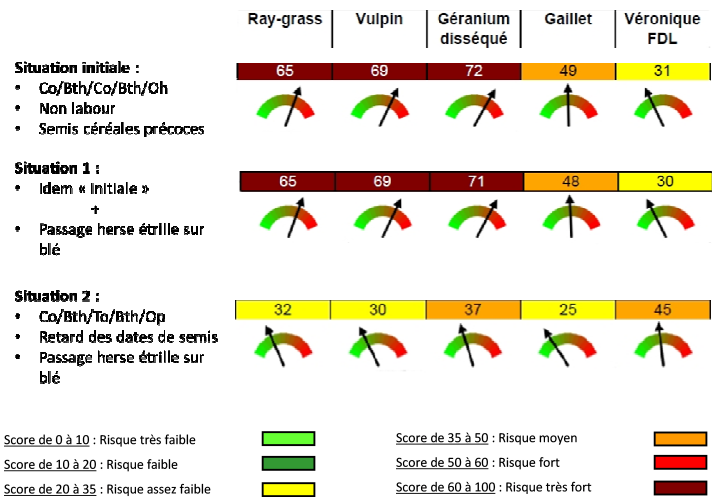 Ray-grass Vulpin Géranium disséqué Gaillet Véronique FDL
Situation initiale :
65 69 72 49 31
• Co/Bth/Co/Bth/Oh
• Non labour
• Semis céréales précoces
Situation 1 :
65 69 71 48 30
• Idem « Initiale »
+
• Passage herse étrille sur
blé
Situation 2 :
32 30 37 25 45
• Co/Bth/To/Bth/Op
• Retard des dates de semis
• Passage herse étrille sur
blé
Score de 0 à 10 : Risque très faible
Score de 10 à 20 : Risque faible
Score de 20 à 35 : Risque assez faible
Score de 35 à 50 : Risque moyen
Score de 50 à 60 : Risque fort
Score de 60 à 100 : Risque très fort